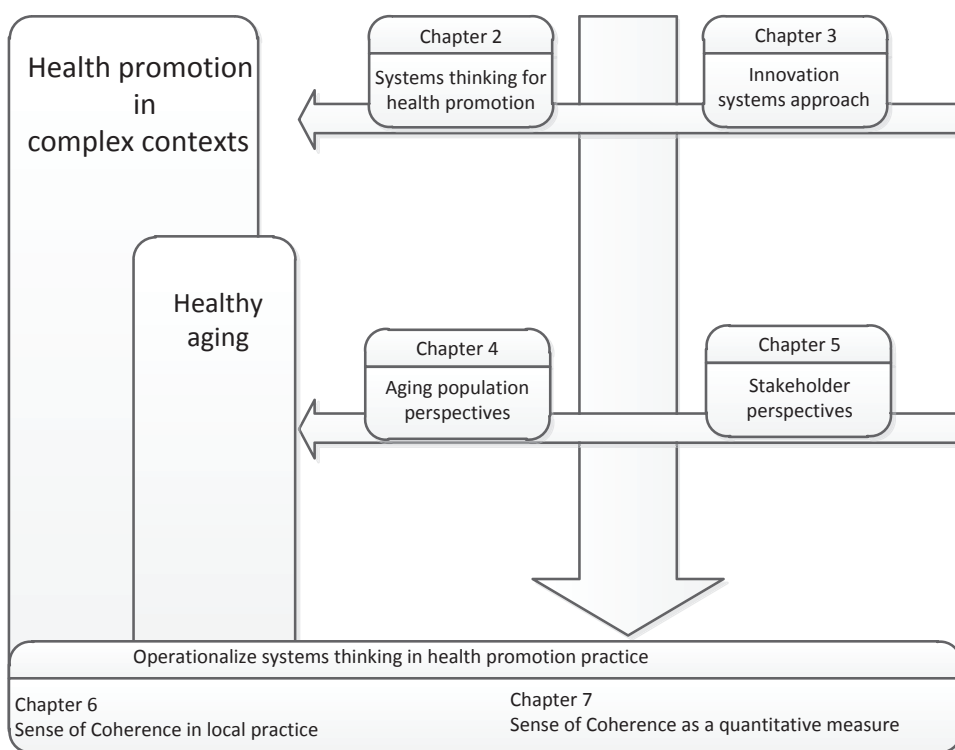 Health promotion
in
complex contexts
Chapter 2
Systems thinking for
health promotion
Chapter 3
Innovation
systems approach
Healthy
aging
Chapter 4
Aging population
perspectives
Chapter 5
Stakeholder
perspectives
Operationalize systems thinking in health promotion practice
Chapter 6
Sense of Coherence in local practice
Chapter 7
Sense of Coherence as a quantitative measure